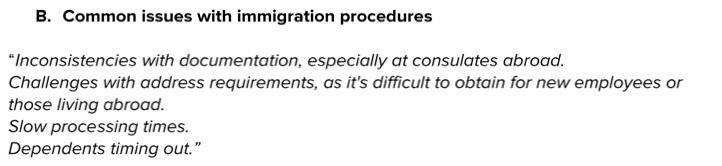 B. Common issues with immigration procedures
“Inconsistencies with documentation, especially at consulates abroad.
Challenges with address requirements, as it's difficult to obtain for new employees or
those living abroad.
Slow processing times.
Dependents timing out.”